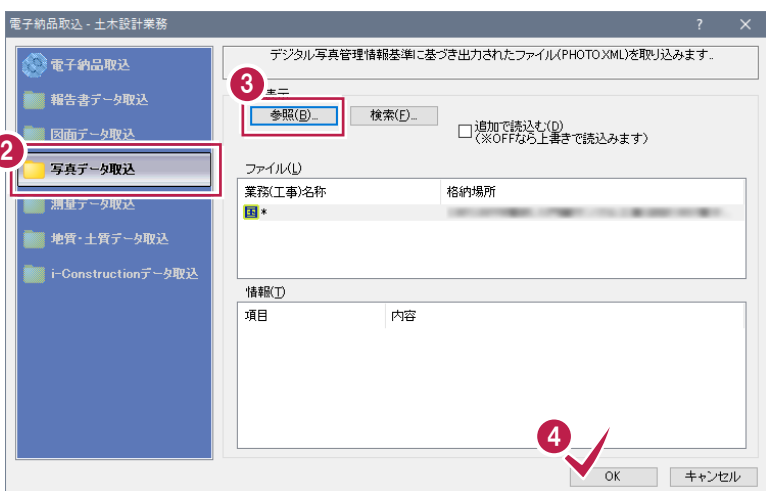 電子納品取込 - 土木設計業務
? ×
電子納品取込
報告書データ取込
図面データ取込
2
写真データ取込
測量データ取込
地質・土質データ取込
i-Constructionデータ取込
デジタル写真管理情報基準に基づき出力されたファイル(PHOTO.XML)を取り込みます..
3
表示
参照(B)...
検索(F)...
追加で読込む(D)
(※OFFなら上書きで読込みます)
ファイル(L)
業務(工事)名称 格納場所
*
情報(T)
項目 内容
4
OK キャンセル